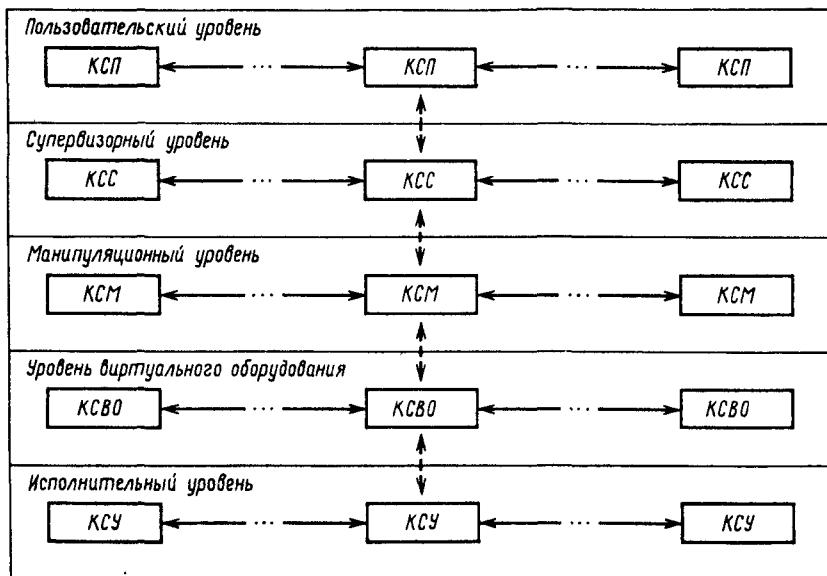 Пользовательский уровень
КСП ... КСП ... КСП
Супервизорный уровень
КСС ... КСС ... КСС
Манипуляционный уровень
КСМ ... КСМ ... КСМ
Уровень виртуального оборудования
КСВО ... КСВО ... КСВО
Исполнительный уровень
КСУ ... КСУ ... КСУ